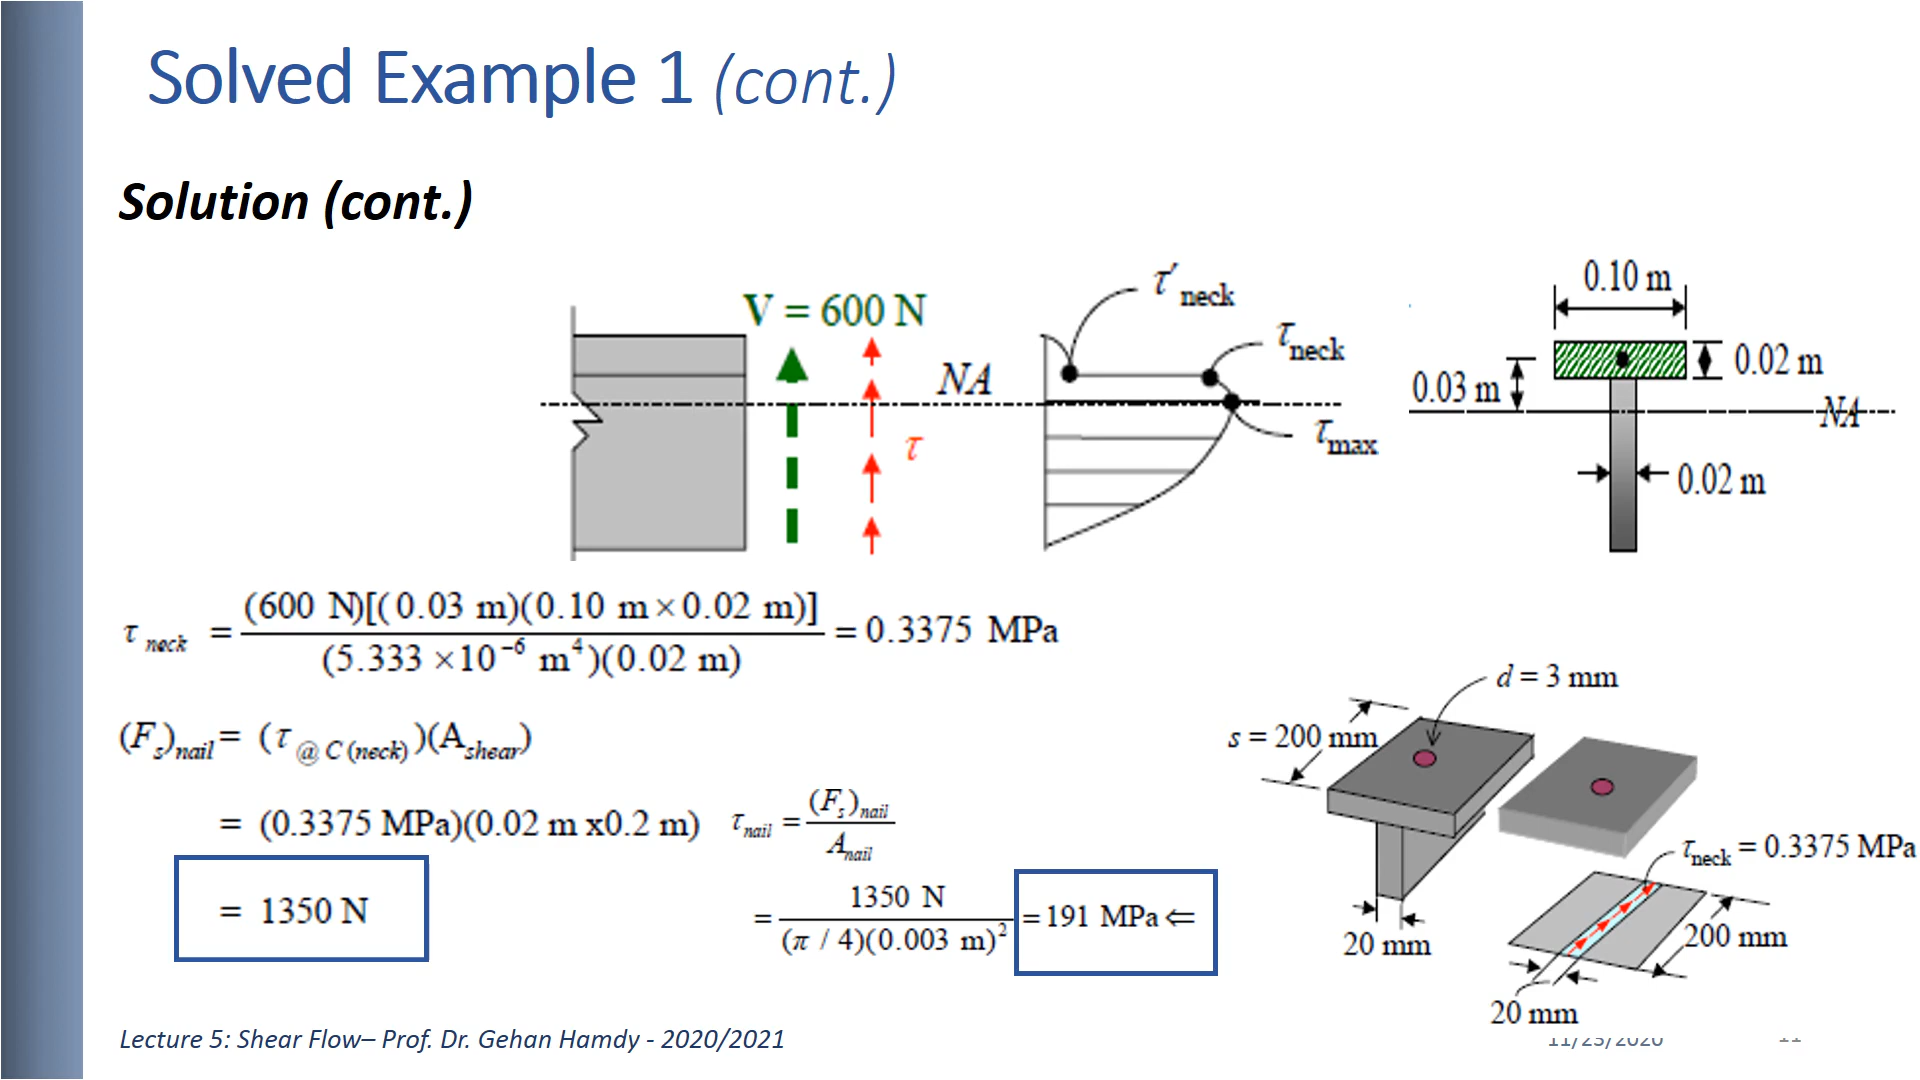 Solved Example 1 (cont.)
Solution (cont.)
V = 600 N
τ
NA
τ′neck
τneck
τmax
0.10 m
0.02 m
0.03 m
NA
0.02 m
τ neck = (600 N)[(0.03 m)(0.10 m × 0.02 m)] / (5.333 ×10⁻⁶ m⁴)(0.02 m) = 0.3375 MPa
(Fs)nail = (τ @ C (neck))(Ashear)
= (0.3375 MPa)(0.02 m x0.2 m)
= 1350 N
τnail = (Fs)nail / Anail
= 1350 N / (π / 4)(0.003 m)² = 191 MPa ⇐
d = 3 mm
s = 200 mm
20 mm
τneck = 0.3375 MPa
200 mm
20 mm
Lecture 5: Shear Flow– Prof. Dr. Gehan Hamdy - 2020/2021
11/25/2020
11